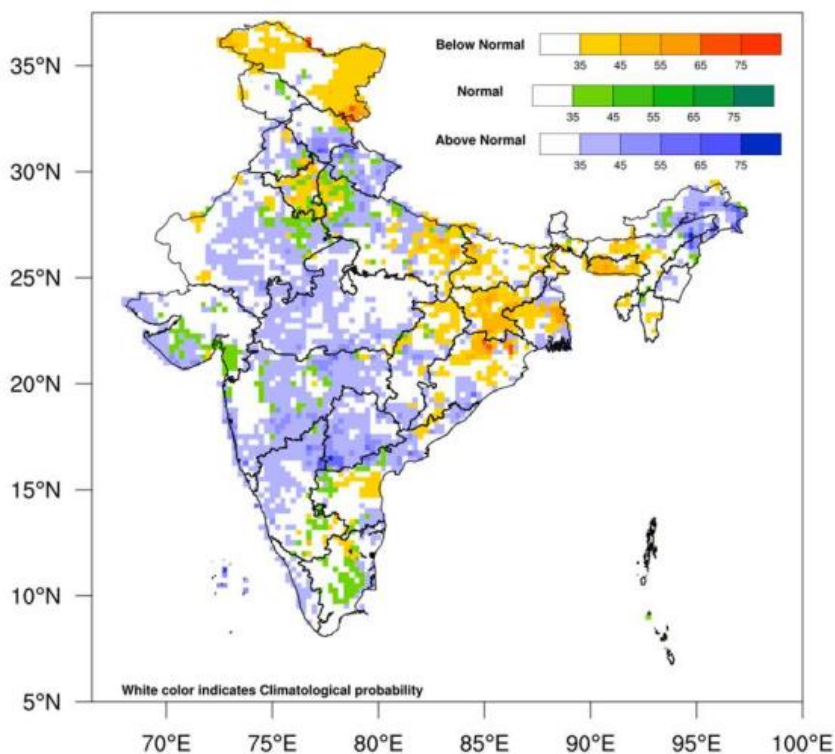 Below Normal
35 45 55 65 75
Normal
35 45 55 65 75
Above Normal
35 45 55 65 75
35°N
30°N
25°N
20°N
15°N
10°N
5°N
White color indicates Climatological probability
70°E 75°E 80°E 85°E 90°E 95°E 100°E